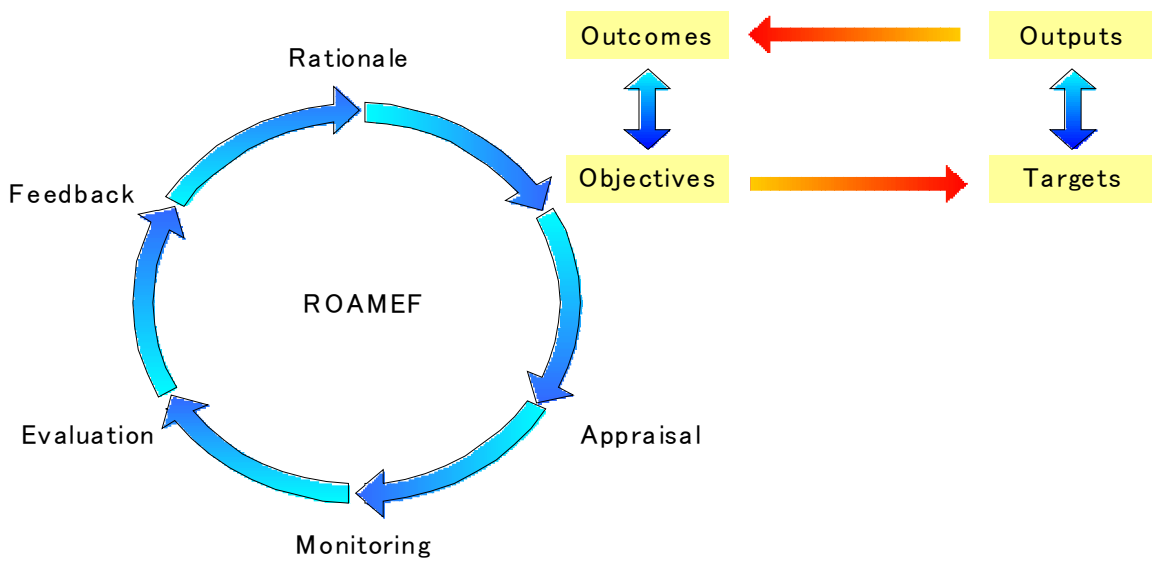 Outcomes
Outputs
Rationale
Objectives
Targets
Feedback
ROAMEF
Evaluation
Appraisal
Monitoring